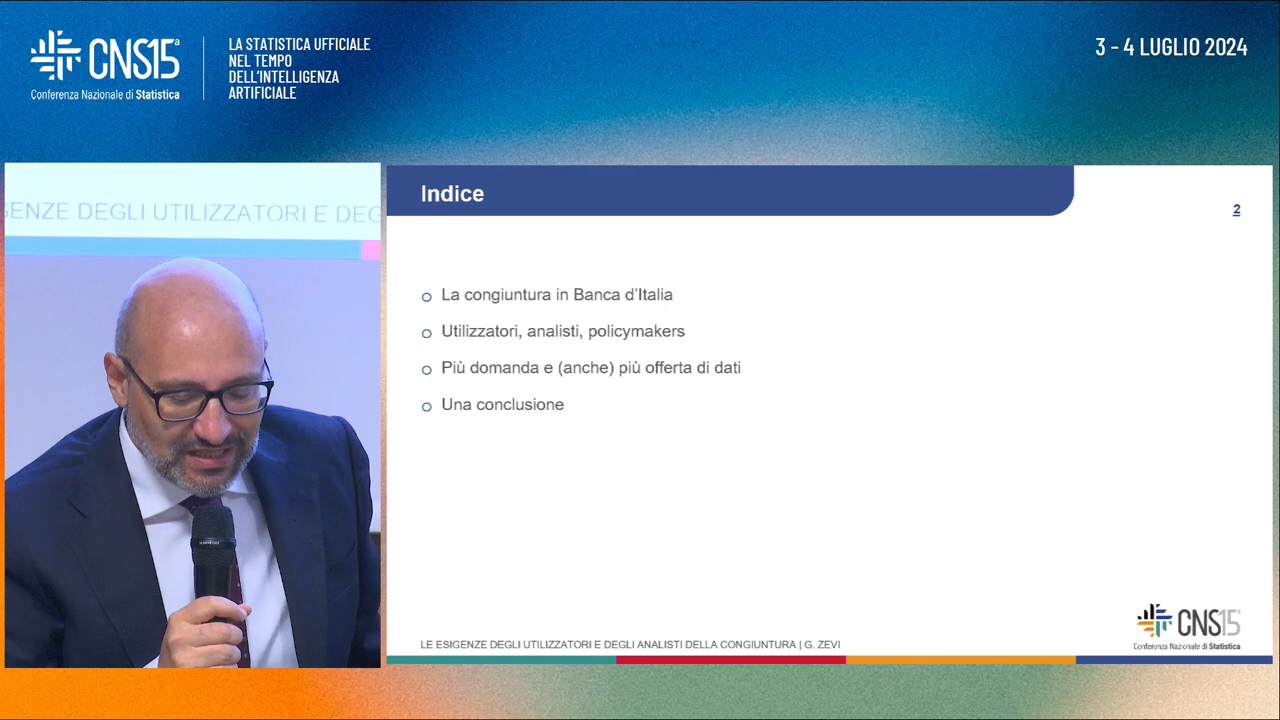 CNS15ª
Conferenza Nazionale di Statistica
LA STATISTICA UFFICIALE
NEL TEMPO
DELL'INTELLIGENZA
ARTIFICIALE
3 - 4 LUGLIO 2024
GENZE DEGLI UTILIZZATORI E DEG
Indice
2
La congiuntura in Banca d'Italia
Utilizzatori, analisti, policymakers
Più domanda e (anche) più offerta di dati
Una conclusione
LE ESIGENZE DEGLI UTILIZZATORI E DEGLI ANALISTI DELLA CONGIUNTURA | G. ZEVI
CNS15ª
Conferenza Nazionale di Statistica